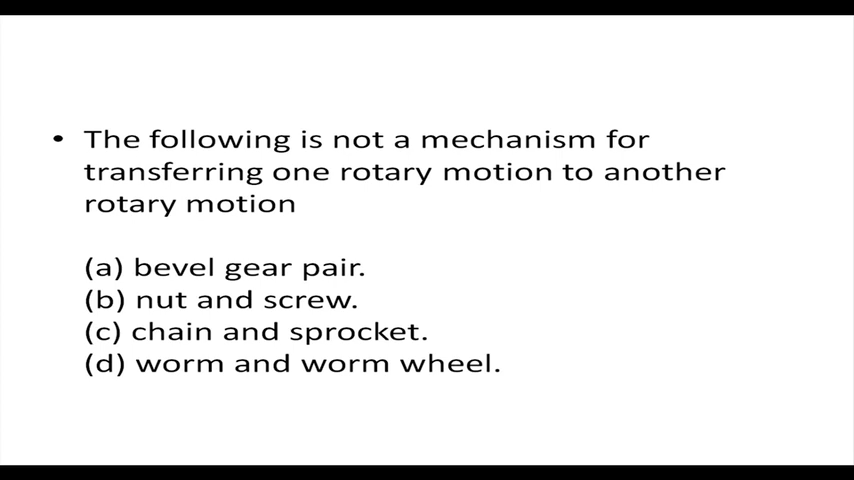 • The following is not a mechanism for
transferring one rotary motion to another
rotary motion
(a) bevel gear pair.
(b) nut and screw.
(c) chain and sprocket.
(d) worm and worm wheel.